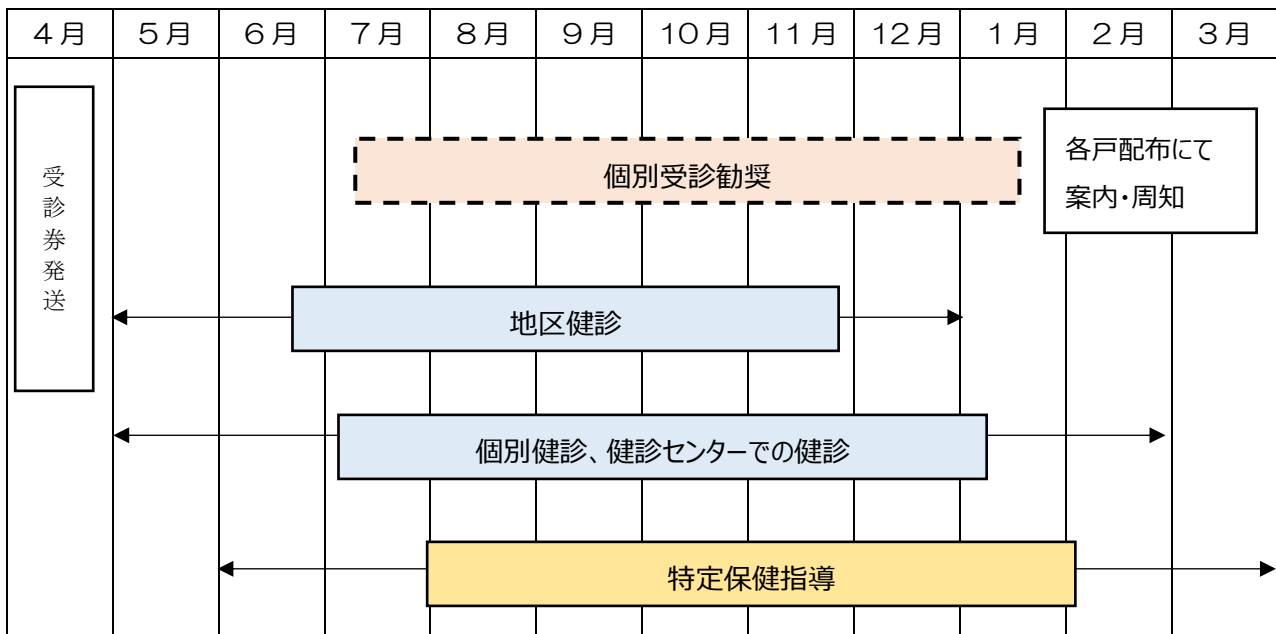 ４月 ５月 ６月 ７月 ８月 ９月 10月 11月 12月 １月 ２月 ３月
受診券発送
個別受診勧奨
各戸配布にて
案内・周知
地区健診
個別健診、健診センターでの健診
特定保健指導